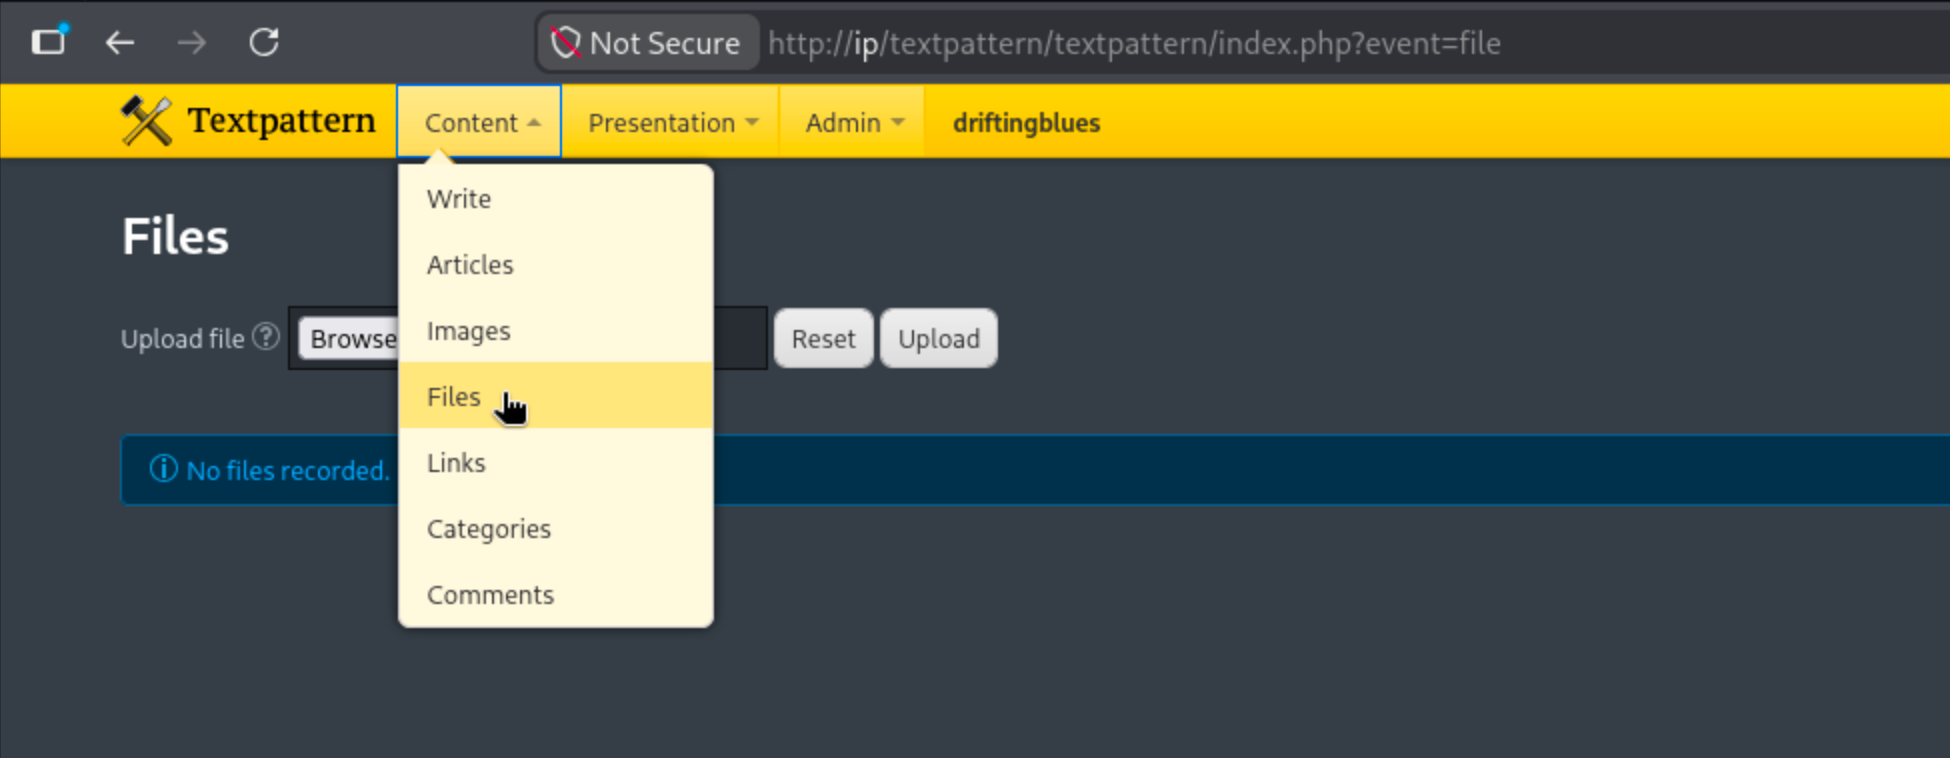 Not Secure http://ip/textpattern/textpattern/index.php?event=file
Textpattern Content Presentation Admin driftingblues
Write
Files
Articles
Images
Upload file ? Browse Reset Upload
Files
Links
No files recorded.
Categories
Comments